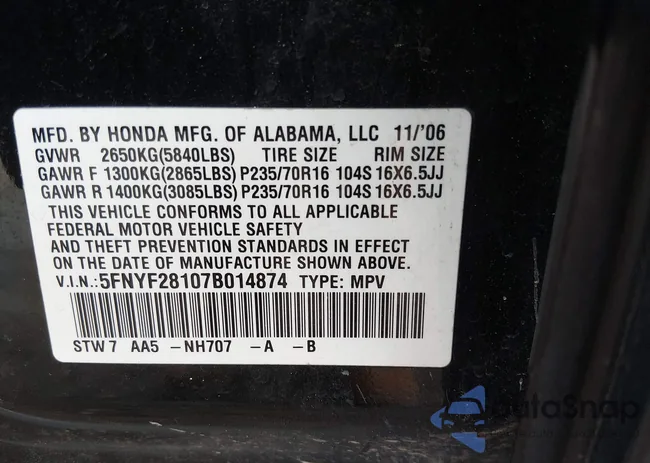 MFD. BY HONDA MFG. OF ALABAMA, LLC 11/'06
GVWR 2650KG(5840LBS) TIRE SIZE RIM SIZE
GAWR F 1300KG(2865LBS) P235/70R16 104S 16X6.5JJ
GAWR R 1400KG(3085LBS) P235/70R16 104S 16X6.5JJ
THIS VEHICLE CONFORMS TO ALL APPLICABLE
FEDERAL MOTOR VEHICLE SAFETY
AND THEFT PREVENTION STANDARDS IN EFFECT
ON THE DATE OF MANUFACTURE SHOWN ABOVE.
V.I.N.:5FNYF28107B014874 TYPE: MPV
STW7 AA5 -NH707 -A -B
AutoSnap